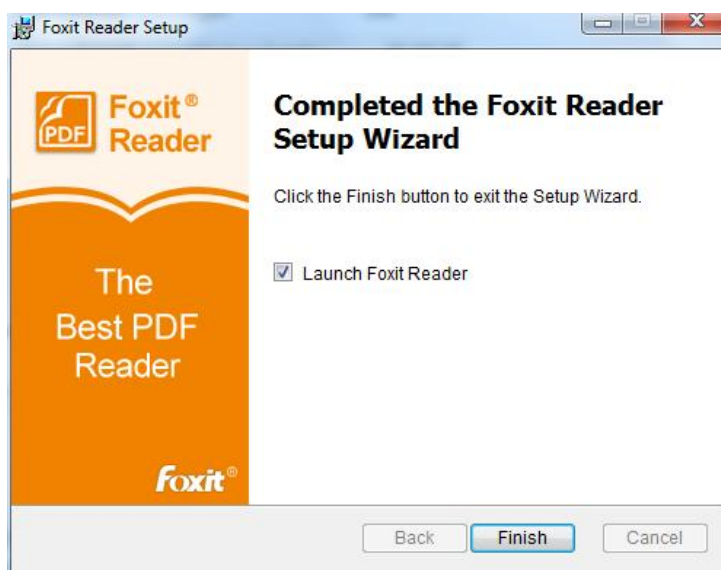 Foxit Reader Setup
Foxit®
Reader
PDF
Completed the Foxit Reader
Setup Wizard
Click the Finish button to exit the Setup Wizard.
Launch Foxit Reader
The
Best PDF
Reader
Foxit®
Back
Finish
Cancel